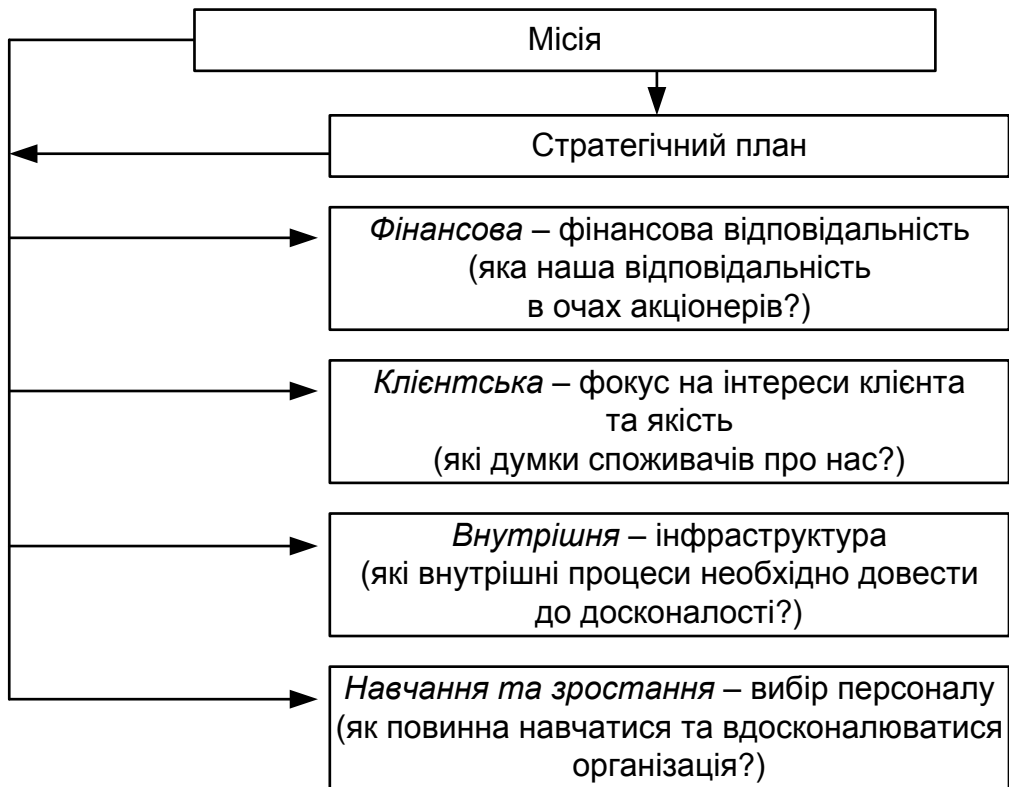 Місія
Стратегічний план
Фінансова – фінансова відповідальність
(яка наша відповідальність
в очах акціонерів?)
Клієнтська – фокус на інтереси клієнта
та якість
(які думки споживачів про нас?)
Внутрішня – інфраструктура
(які внутрішні процеси необхідно довести
до досконалості?)
Навчання та зростання – вибір персоналу
(як повинна навчатися та вдосконалюватися
організація?)